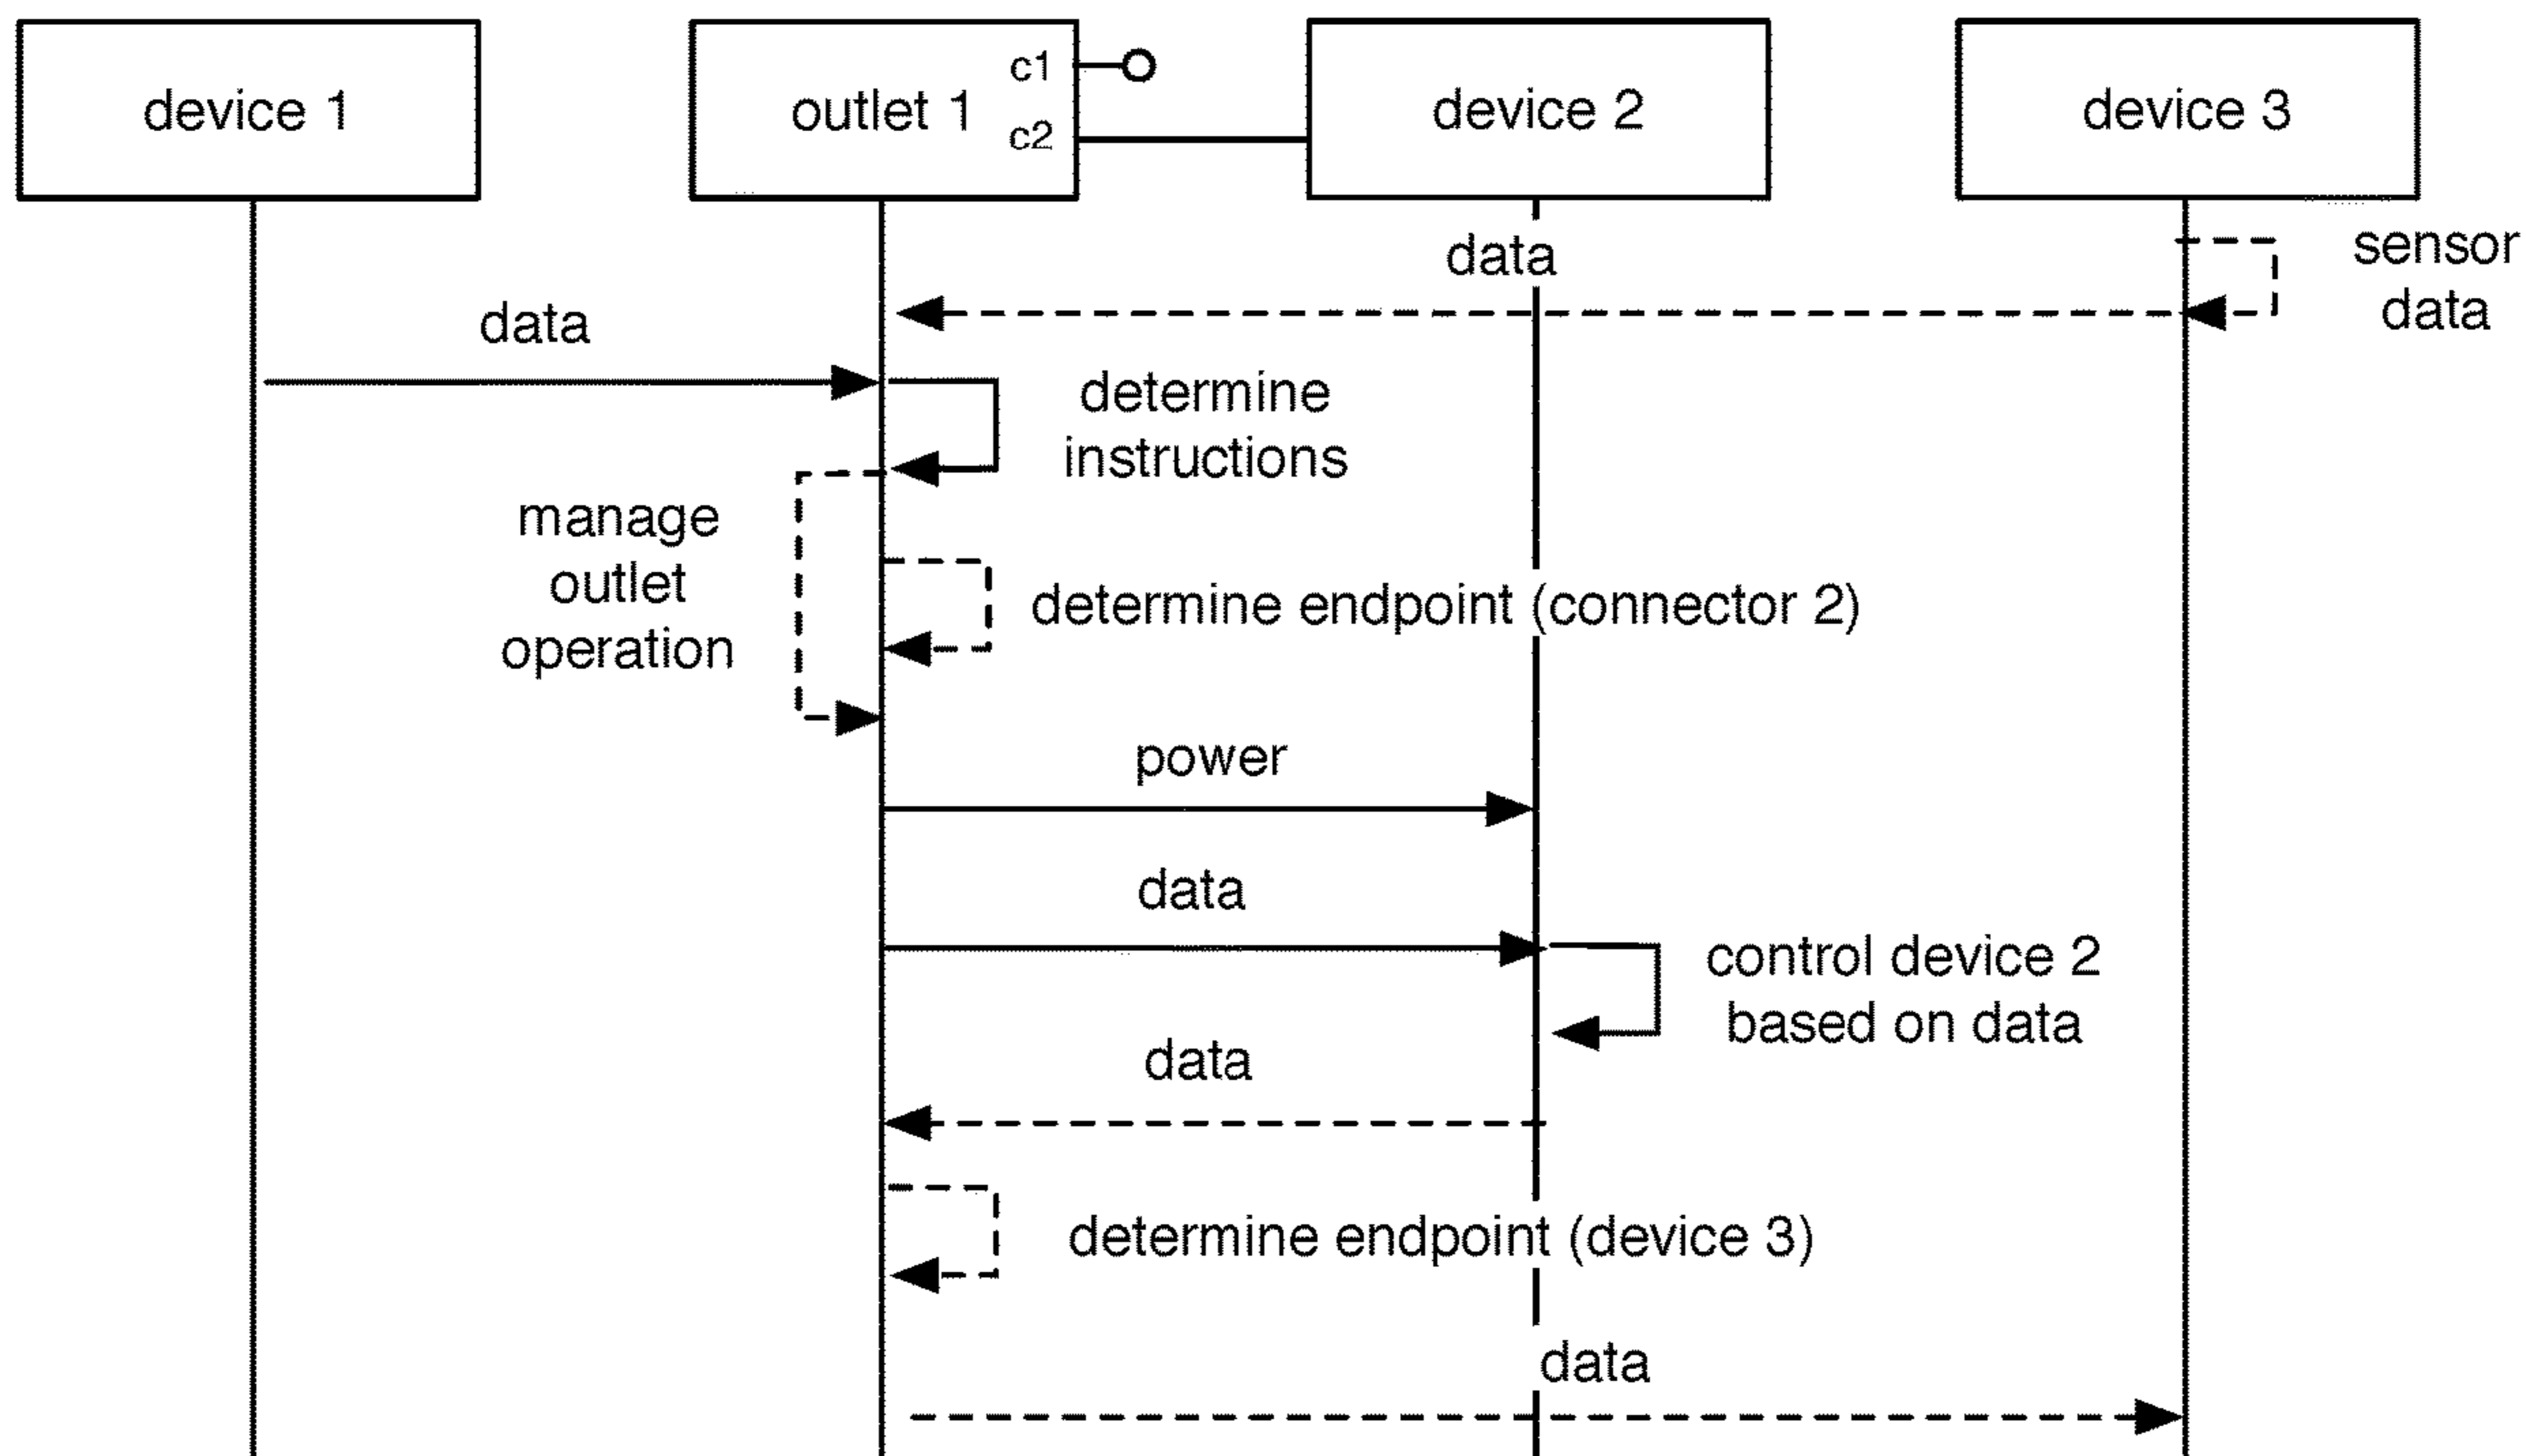 device 1
outlet 1
c1
c2
device 2
device 3
data
sensor
data
data
determine
instructions
manage
outlet
operation
determine endpoint (connector 2)
power
data
control device 2
based on data
data
determine endpoint (device 3)
data